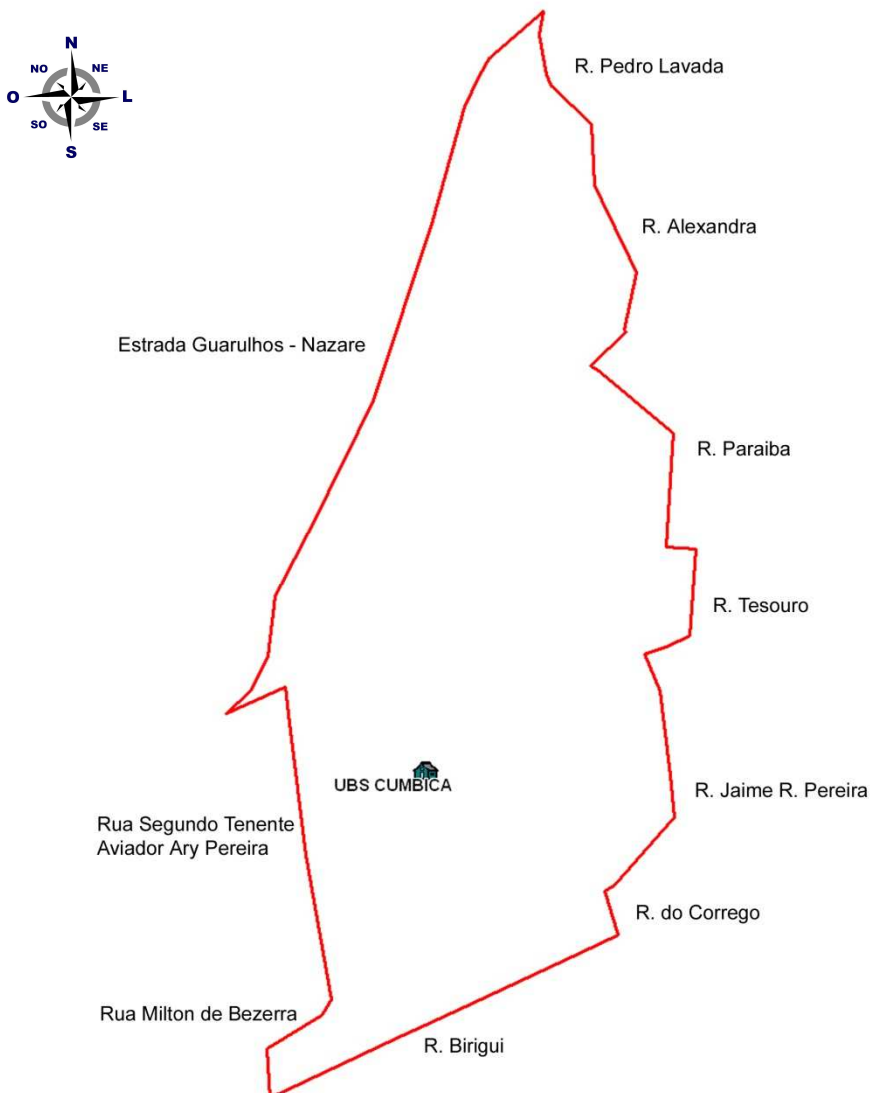 N
NO
NE
O
L
SO
SE
S
R. Pedro Lavada
R. Alexandra
Estrada Guarulhos - Nazare
R. Paraiba
R. Tesouro
UBS CUMBICA
R. Jaime R. Pereira
Rua Segundo Tenente
Aviador Ary Pereira
R. do Corrego
Rua Milton de Bezerra
R. Birigui